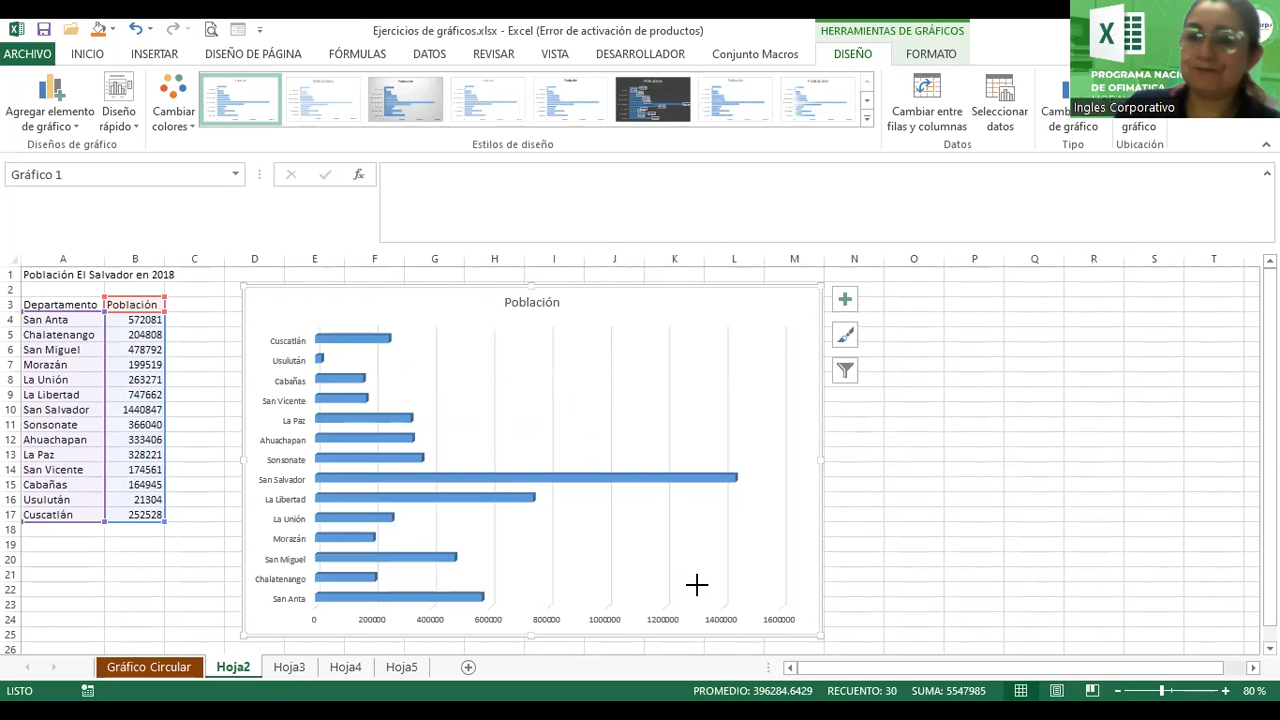 Ejercicios de gráficos.xlsx - Excel (Error de activación de productos)
HERRAMIENTAS DE GRÁFICOS
ARCHIVO INICIO INSERTAR DISEÑO DE PÁGINA FÓRMULAS DATOS REVISAR VISTA DESARROLLADOR Conjunto Macros DISEÑO FORMATO
PROGRAMA NACI
DE OFIMÁTICA
Ingles Corporativo
Agregar elemento de gráfico
Diseño rápido
Cambiar colores
Cambiar entre filas y columnas
Seleccionar datos
de gráfico
gráfico
Diseños de gráfico
Estilos de diseño
Datos
Tipo
Ubicación
Gráfico 1
fx
A B C D E F G H I J K L M N O P Q R S T
1 Población El Salvador en 2018
2
3 Departamento Población
4 San Anta 572081
5 Chalatenango 204808
6 San Miguel 478792
7 Morazán 199519
8 La Unión 263271
9 La Libertad 747662
10 San Salvador 1440847
11 Sonsonate 366040
12 Ahuachapan 333406
13 La Paz 328221
14 San Vicente 174561
15 Cabañas 164945
16 Usulután 21304
17 Cuscatlán 252528
18
19
20
21
22
23
24
25
26
Población
Cuscatlán
Usulután
Cabañas
San Vicente
La Paz
Ahuachapan
Sonsonate
San Salvador
La Libertad
La Unión
Morazán
San Miguel
Chalatenango
San Anta
0 200000 400000 600000 800000 1000000 1200000 1400000 1600000
Gráfico Circular Hoja2 Hoja3 Hoja4 Hoja5
LISTO
PROMEDIO: 396284.6429 RECUENTO: 30 SUMA: 5547985
80 %